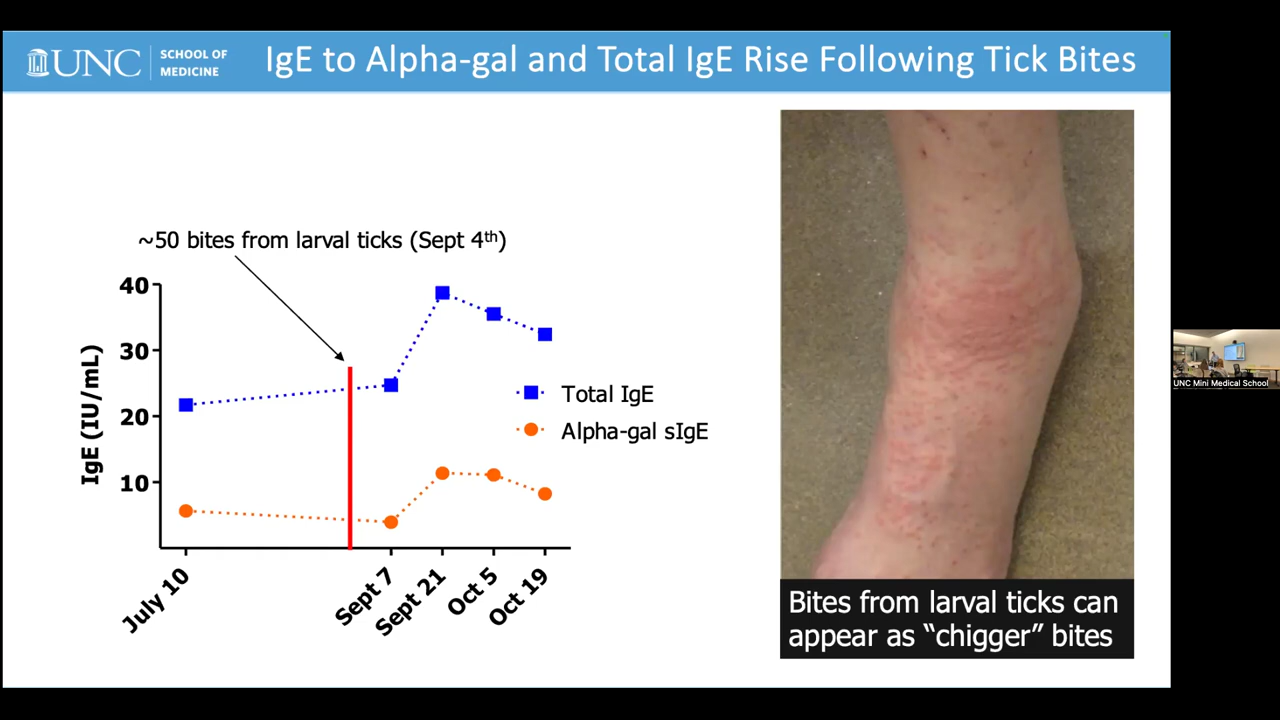 UNC
SCHOOL OF
MEDICINE
IgE to Alpha-gal and Total IgE Rise Following Tick Bites
~50 bites from larval ticks (Sept 4th)
40
30
20
10
IgE (IU/mL)
Total IgE
Alpha-gal sIgE
July 10
Sept 7
Sept 21
Oct 5
Oct 19
Bites from larval ticks can
appear as “chigger” bites
UNC Mini Medical School